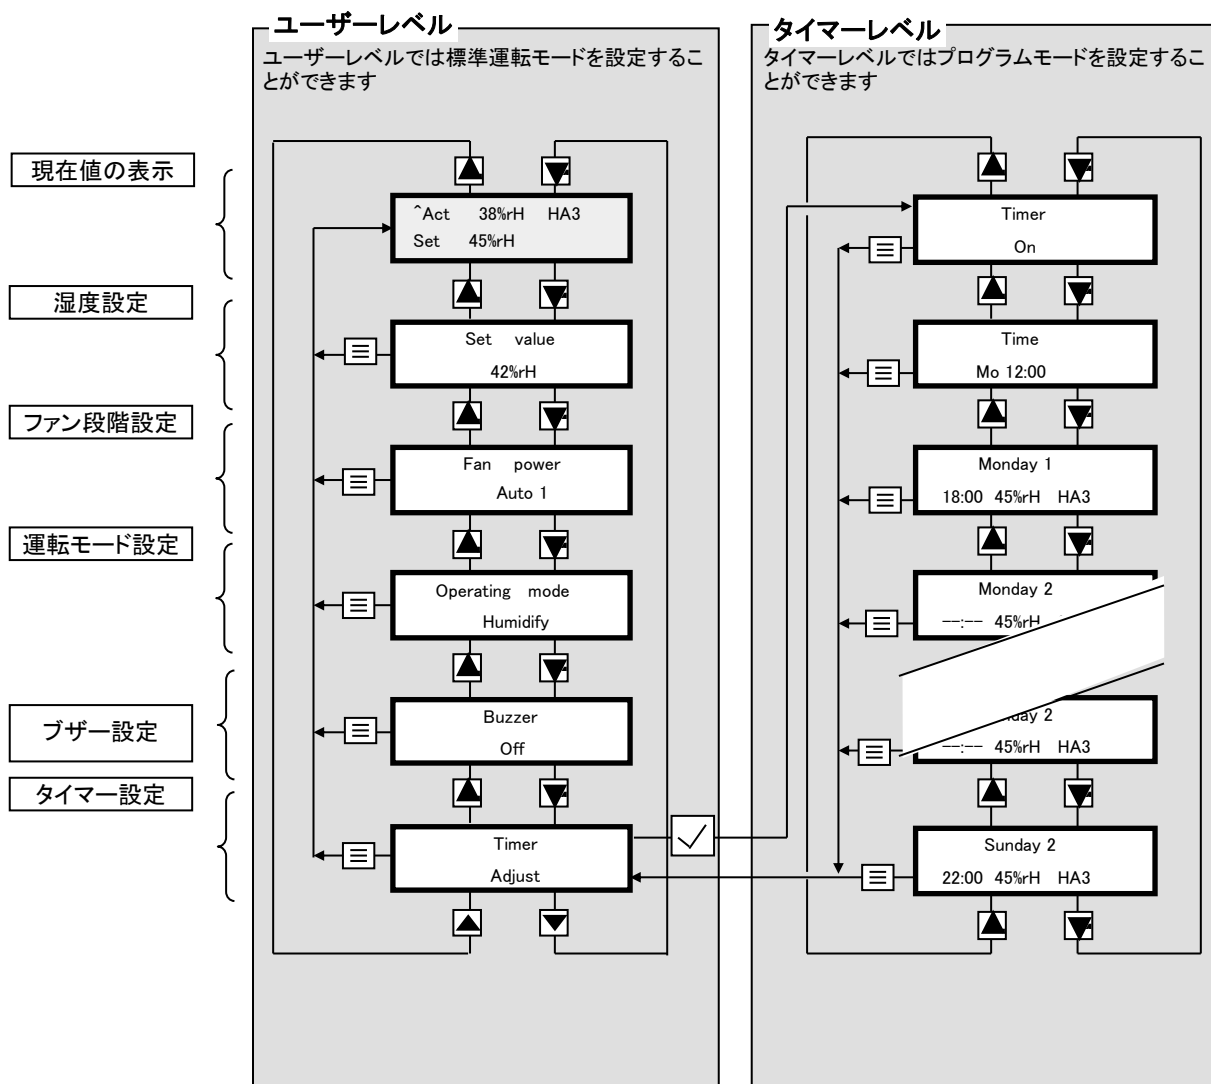 ユーザーレベル
ユーザーレベルでは標準運転モードを設定するこ
とができます
現在値の表示
^Act 38%rH HA3
Set 45%rH
湿度設定
Set value
42%rH
ファン段階設定
Fan power
Auto 1
運転モード設定
Operating mode
Humidify
ブザー設定
Buzzer
Off
タイマー設定
Timer
Adjust
タイマーレベル
タイマーレベルではプログラムモードを設定するこ
とができます
Timer
On
Time
Mo 12:00
Monday 1
18:00 45%rH HA3
Monday 2
--:-- 45%rH
day 2
--:-- 45%rH HA3
Sunday 2
22:00 45%rH HA3